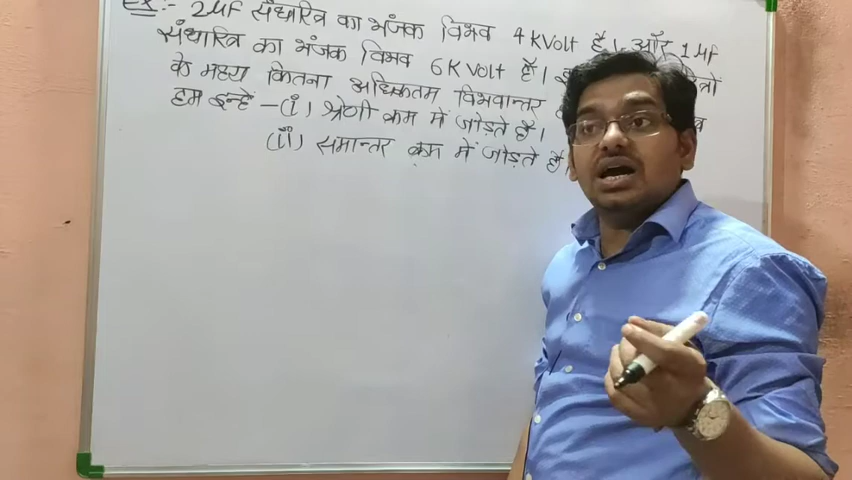 Ex:- 2μF संधारित्र का भंजक विभव 4 KVolt है। और 1μF
संधारित्र का भंजक विभव 6K Volt है।
के मध्य कितना अधिकतम विभवान्तर
हम इन्हें - (i) श्रेणी क्रम में जोड़ते हैं।
(ii) समान्तर क्रम में जोड़ते हैं।